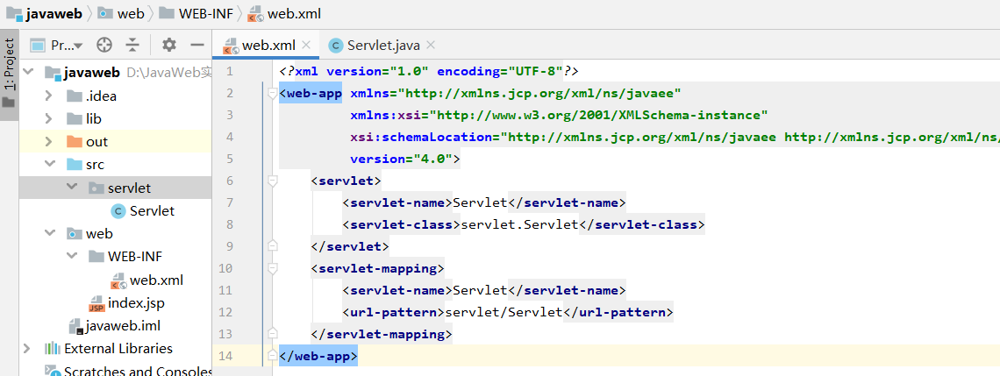 javaweb web WEB-INF web.xml
1: Project
Pr...
web.xml
Servlet.java
javaweb D:\JavaWeb实
.idea
lib
out
src
servlet
Servlet
web
WEB-INF
web.xml
index.jsp
javaweb.iml
External Libraries
Scratches and Consoles
1 <?xml version="1.0" encoding="UTF-8"?>
2 <web-app xmlns="http://xmlns.jcp.org/xml/ns/javaee"
3 xmlns:xsi="http://www.w3.org/2001/XMLSchema-instance"
4 xsi:schemaLocation="http://xmlns.jcp.org/xml/ns/javaee http://xmlns.jcp.org/xml/ns/
5 version="4.0">
6 <servlet>
7 <servlet-name>Servlet</servlet-name>
8 <servlet-class>servlet.Servlet</servlet-class>
9 </servlet>
10 <servlet-mapping>
11 <servlet-name>Servlet</servlet-name>
12 <url-pattern>servlet/Servlet</url-pattern>
13 </servlet-mapping>
14 </web-app>